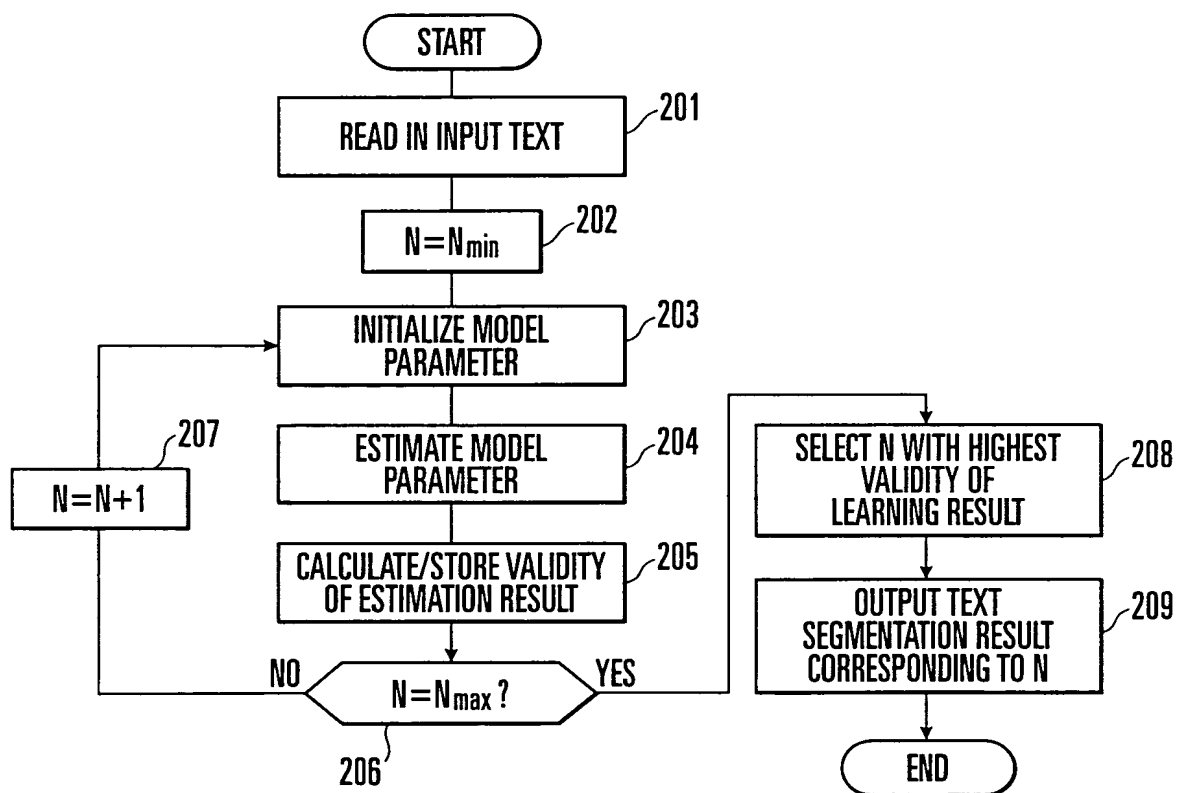 START
READ IN INPUT TEXT
201
N=Nmin
202
INITIALIZE MODEL
PARAMETER
203
ESTIMATE MODEL
PARAMETER
204
CALCULATE/STORE VALIDITY
OF ESTIMATION RESULT
205
N=Nmax?
206
NO
YES
N=N+1
207
SELECT N WITH HIGHEST
VALIDITY OF
LEARNING RESULT
208
OUTPUT TEXT
SEGMENTATION RESULT
CORRESPONDING TO N
209
END